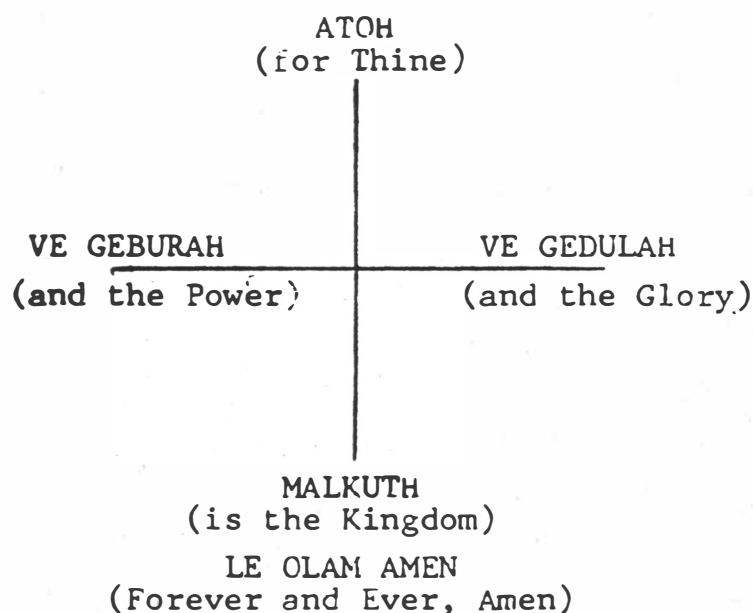 ATOH
(for Thine)
VE GEBURAH VE GEDULAH
(and the Power) (and the Glory)
MALKUTH
(is the Kingdom)
LE OLAM AMEN
(Forever and Ever, Amen)